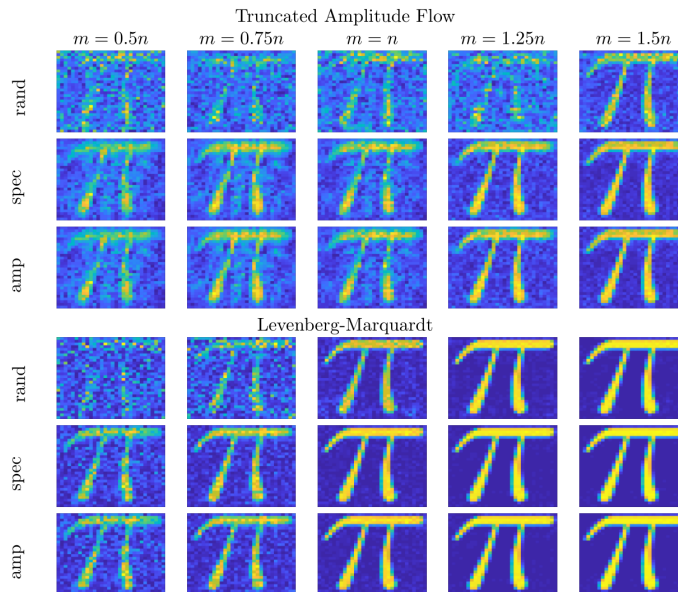 Truncated Amplitude Flow
m = 0.5n m = 0.75n m = n m = 1.25n m = 1.5n
rand
spec
amp
Levenberg-Marquardt
rand
spec
amp